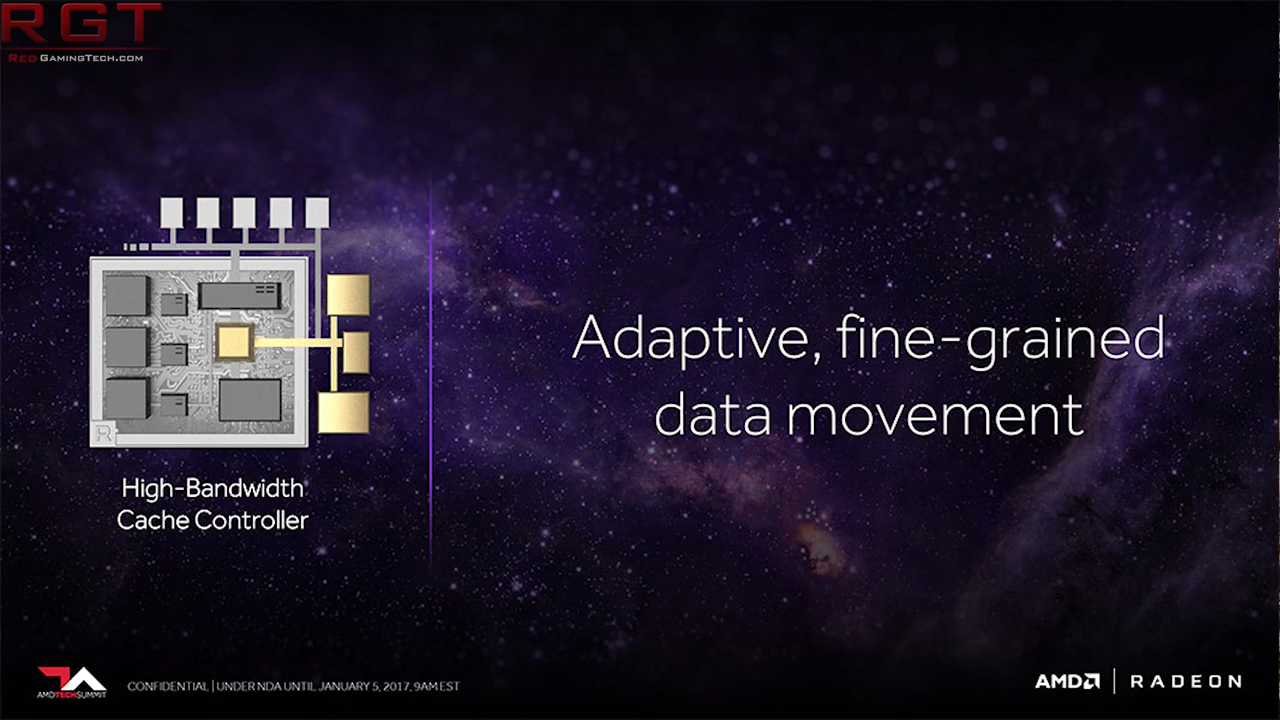 RGT
RedGamingTech.com
Adaptive, fine-grained
data movement
R
High-Bandwidth
Cache Controller
AMDTECHSUMMIT
CONFIDENTIAL | UNDER NDA UNTIL JANUARY 5, 2017, 9AM EST
AMD | RADEON